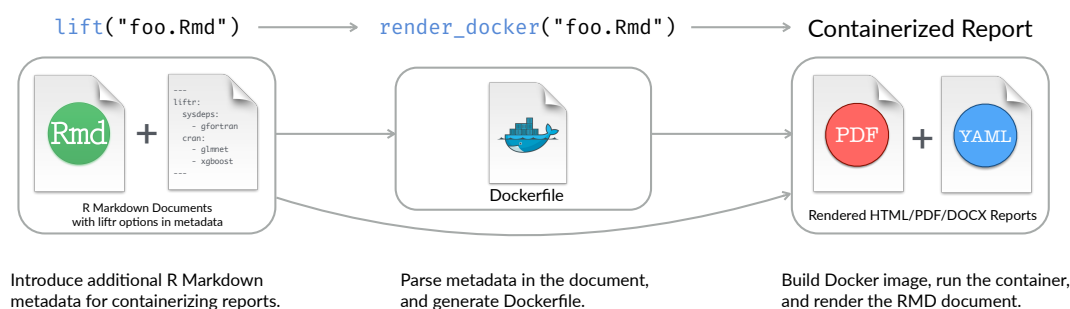 lift("foo.Rmd")
render_docker("foo.Rmd")
Containerized Report
Rmd
+
---
liftr:
  sysdeps:
    - gfortran
  cran:
    - glmnet
    - xgboost
---
R Markdown Documents
with liftr options in metadata
Dockerfile
PDF
+
YAML
Rendered HTML/PDF/DOCX Reports
Introduce additional R Markdown
metadata for containerizing reports.
Parse metadata in the document,
and generate Dockerfile.
Build Docker image, run the container,
and render the RMD document.